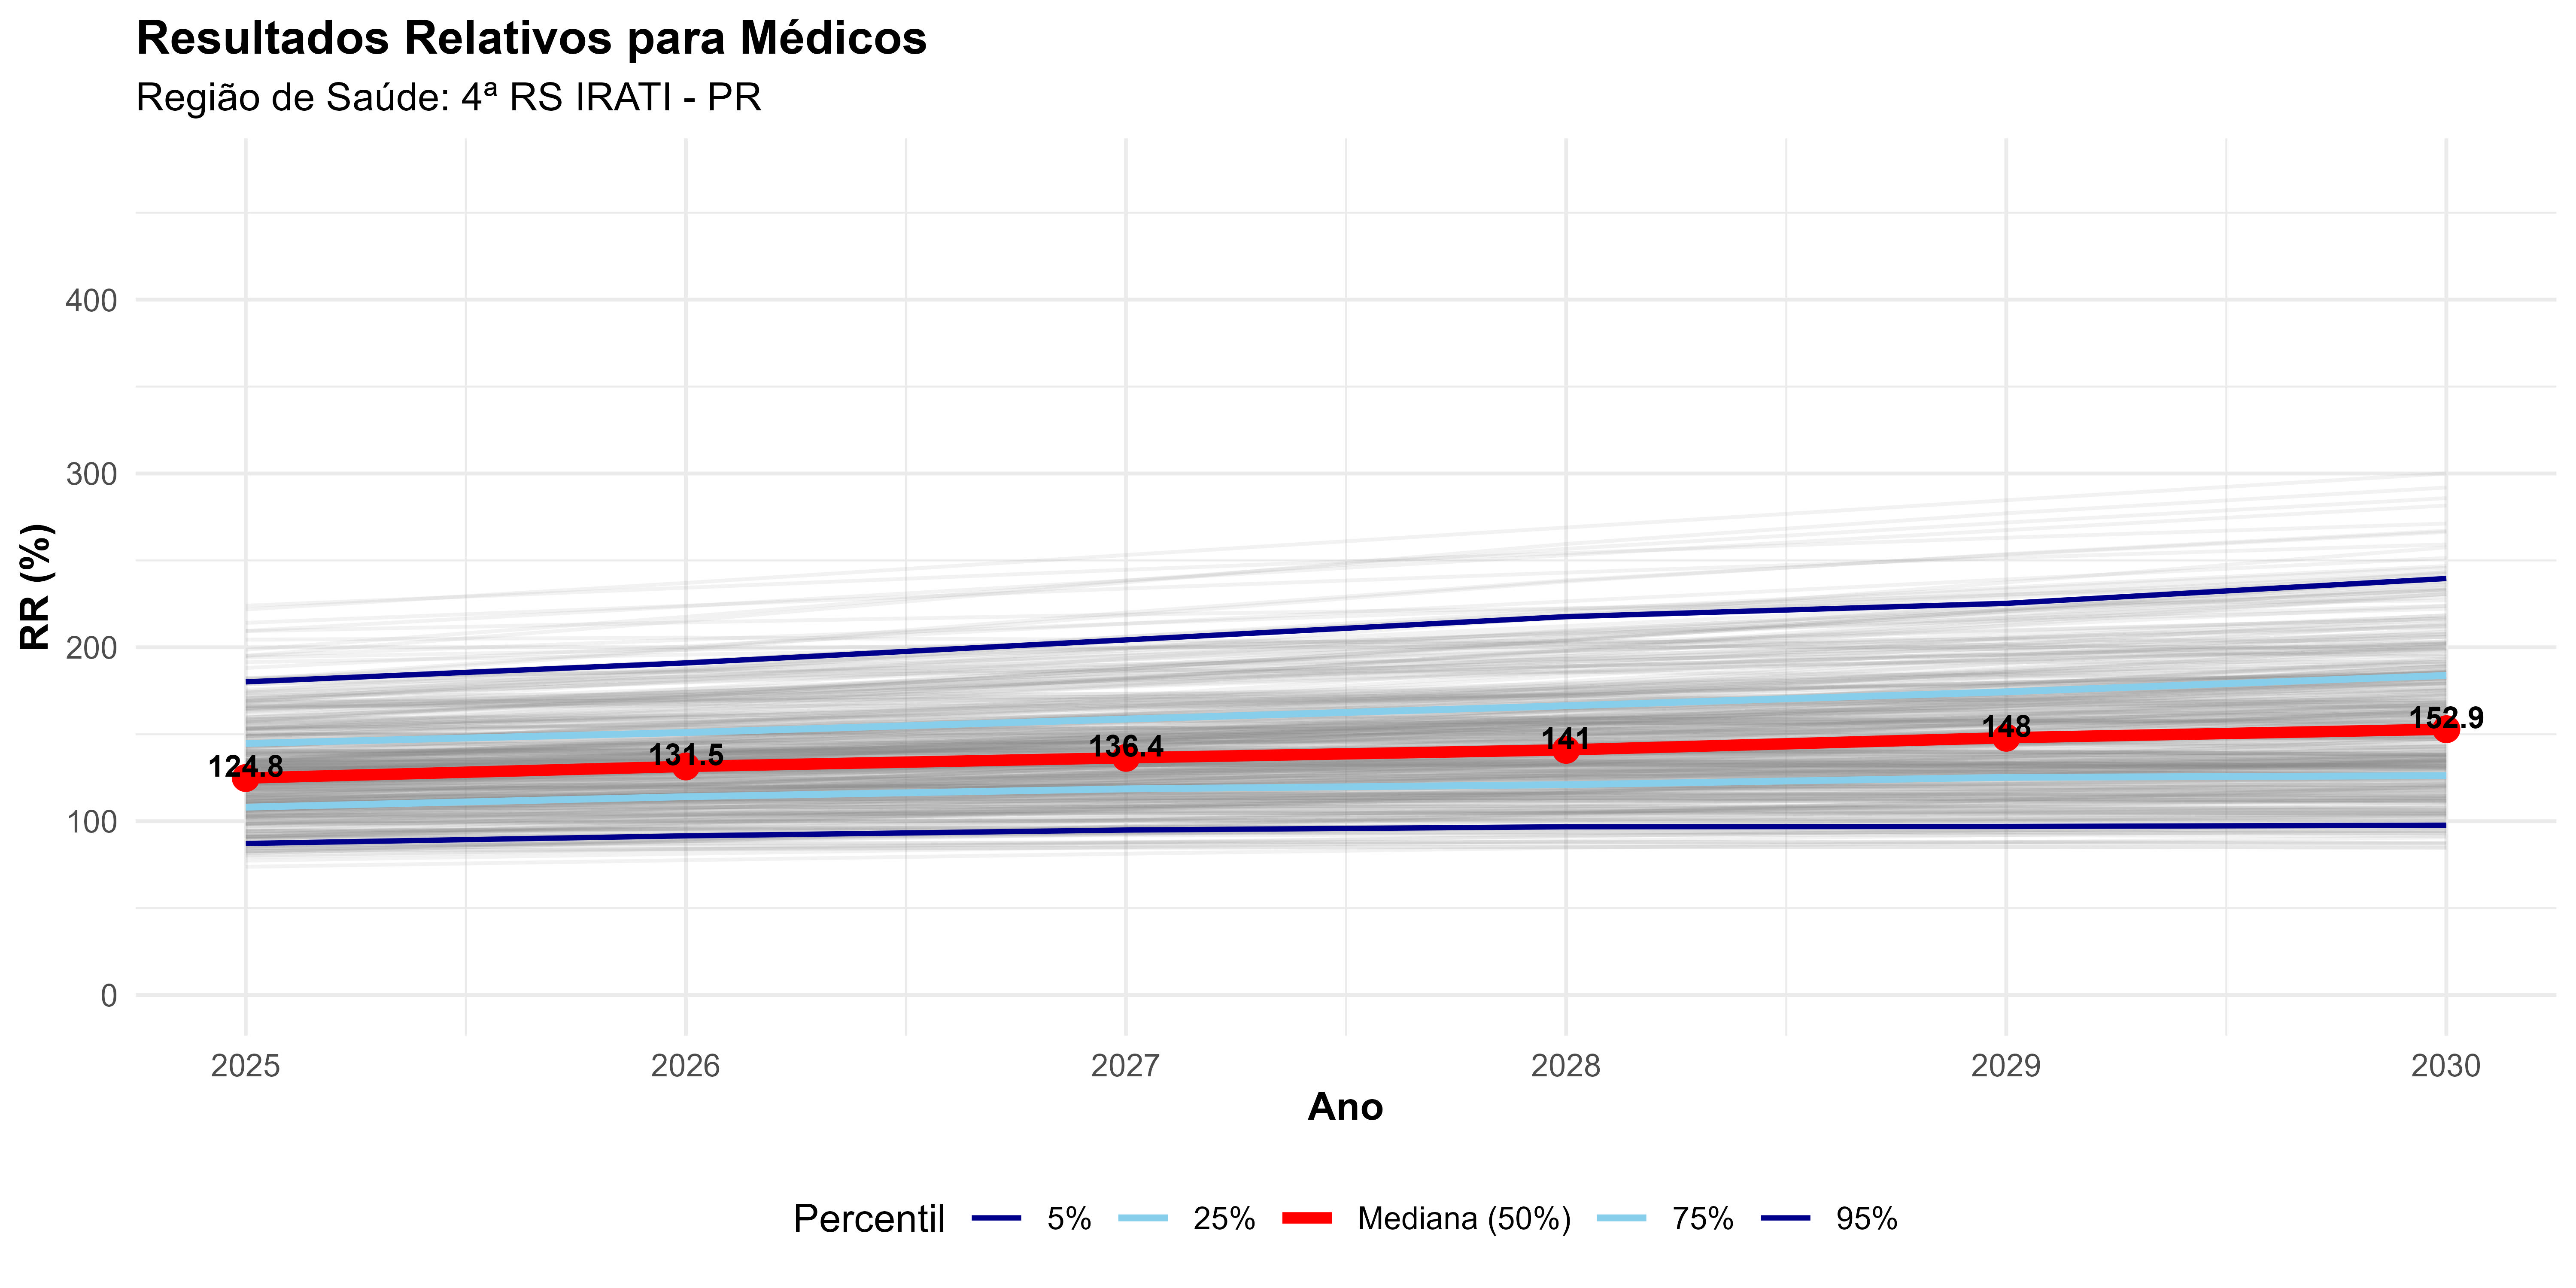 Resultados Relativos para Médicos
Região de Saúde: 4ª RS IRATI - PR
RR (%)
400
300
200
100
0
124.8
131.5
136.4
141
148
152.9
2025 2026 2027 2028 2029 2030
Ano
Percentil 5% 25% Mediana (50%) 75% 95%